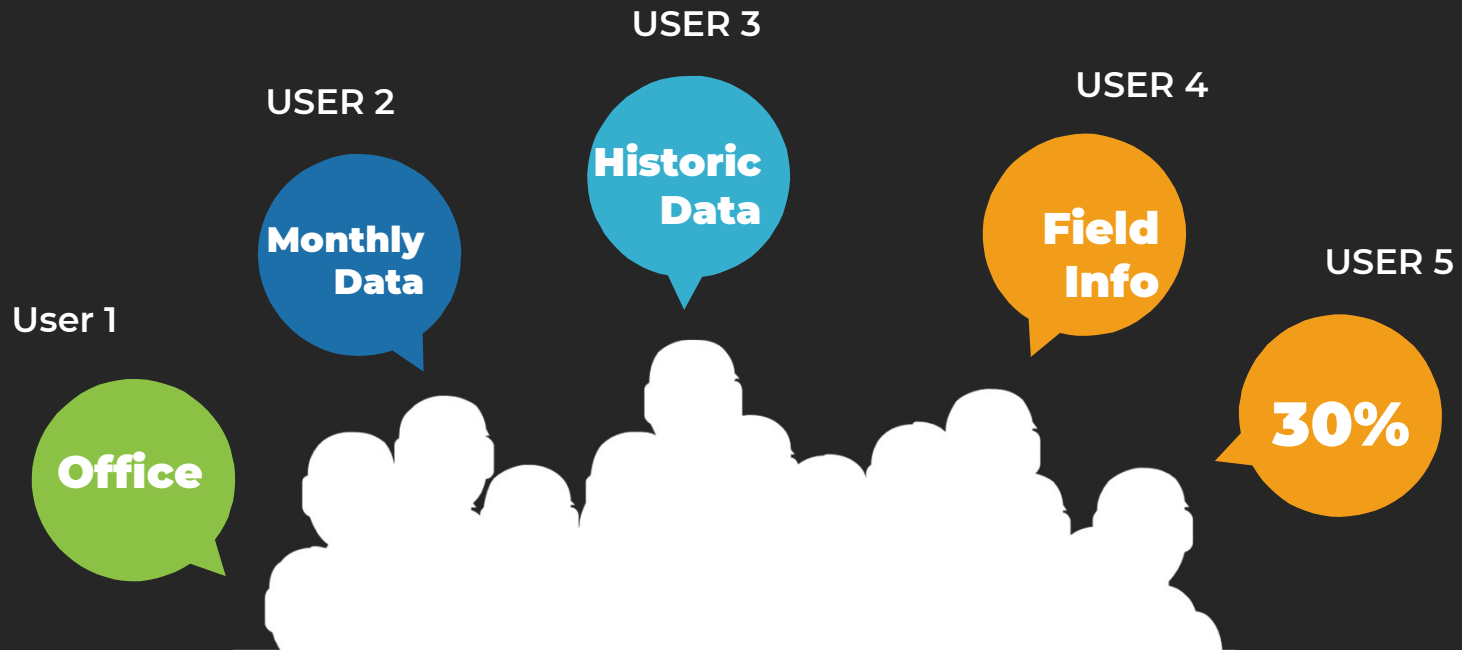 User 1
Office
USER 2
Monthly
Data
USER 3
Historic
Data
USER 4
Field
Info
USER 5
30%